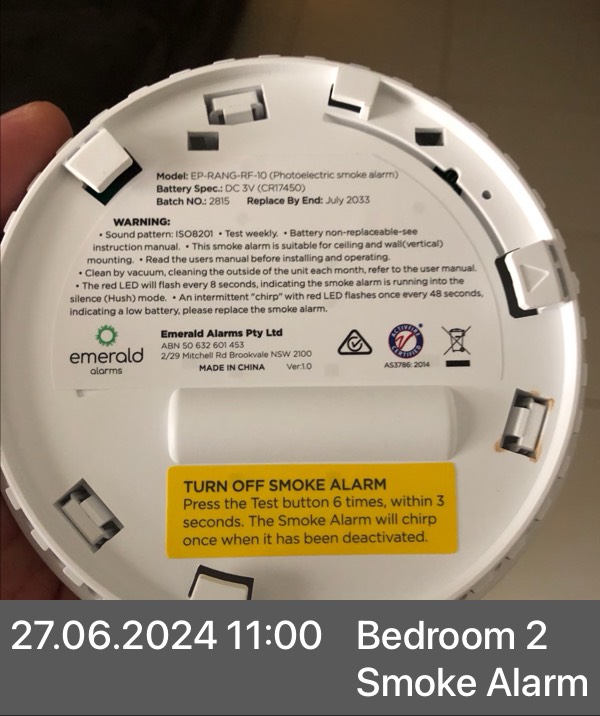 Model: EP-RANG-RF-10 (Photoelectric smoke alarm)
Battery Spec.: DC 3V (CR17450)
Batch NO.: 2815 Replace By End: July 2033
WARNING:
• Sound pattern: ISO8201 • Test weekly. • Battery non-replaceable-see
instruction manual. • This smoke alarm is suitable for ceiling and wall(vertical)
mounting. • Read the users manual before installing and operating.
• Clean by vacuum, cleaning the outside of the unit each month, refer to the user manual.
• The red LED will flash every 8 seconds, indicating the smoke alarm is running into the
silence (Hush) mode. • An intermittent "chirp" with red LED flashes once every 48 seconds,
indicating a low battery, please replace the smoke alarm.
emerald
alarms
Emerald Alarms Pty Ltd
ABN 50 632 601 453
2/29 Mitchell Rd Brookvale NSW 2100
MADE IN CHINA Ver:1.0
ACTIVFIRE
CERTIFIED
AS3786: 2014
TURN OFF SMOKE ALARM
Press the Test button 6 times, within 3
seconds. The Smoke Alarm will chirp
once when it has been deactivated.
27.06.2024 11:00 Bedroom 2
Smoke Alarm